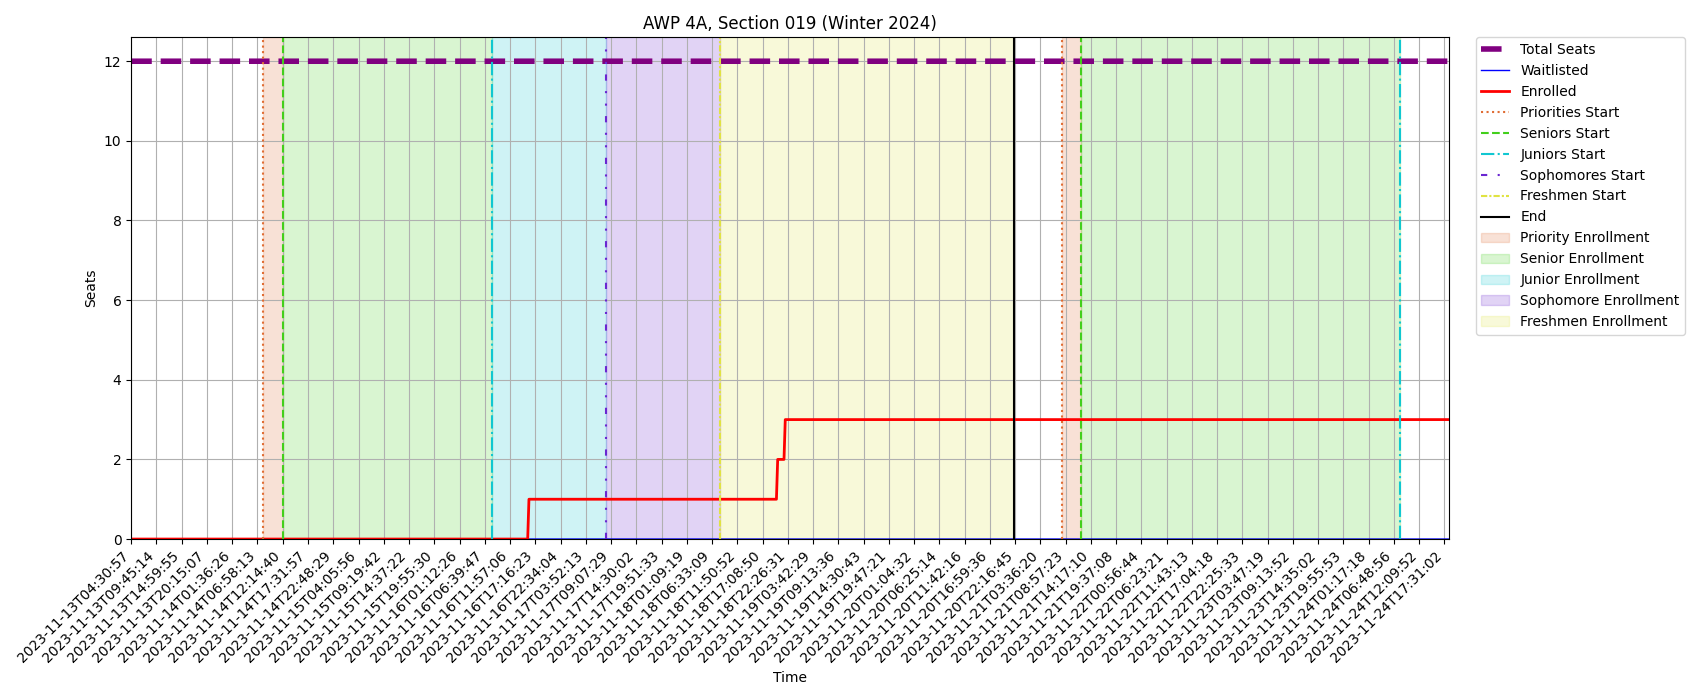 AWP 4A, Section 019 (Winter 2024)
Seats
12
10
8
6
4
2
0
2023-11-13T04:30:57
2023-11-13T09:45:14
2023-11-13T14:59:55
2023-11-13T20:15:07
2023-11-14T01:36:26
2023-11-14T06:58:13
2023-11-14T12:14:40
2023-11-14T17:31:57
2023-11-14T22:48:29
2023-11-15T04:05:56
2023-11-15T09:19:42
2023-11-15T14:37:22
2023-11-15T19:55:30
2023-11-16T01:12:26
2023-11-16T06:39:47
2023-11-16T11:57:06
2023-11-16T17:16:23
2023-11-16T22:34:04
2023-11-17T03:52:13
2023-11-17T09:07:29
2023-11-17T14:30:02
2023-11-17T19:51:33
2023-11-18T01:09:19
2023-11-18T06:33:09
2023-11-18T11:50:52
2023-11-18T17:08:50
2023-11-18T22:26:31
2023-11-19T03:42:29
2023-11-19T09:13:36
2023-11-19T14:30:43
2023-11-19T19:47:21
2023-11-20T01:04:32
2023-11-20T06:25:14
2023-11-20T11:42:16
2023-11-20T16:59:36
2023-11-20T22:16:45
2023-11-21T03:36:20
2023-11-21T08:57:23
2023-11-21T14:17:10
2023-11-21T19:37:08
2023-11-22T00:56:44
2023-11-22T06:23:21
2023-11-22T11:43:13
2023-11-22T17:04:18
2023-11-22T22:25:33
2023-11-23T03:47:19
2023-11-23T09:13:52
2023-11-23T14:35:02
2023-11-23T19:55:53
2023-11-24T01:17:18
2023-11-24T06:48:56
2023-11-24T12:09:52
2023-11-24T17:31:02
Time
Total Seats
Waitlisted
Enrolled
Priorities Start
Seniors Start
Juniors Start
Sophomores Start
Freshmen Start
End
Priority Enrollment
Senior Enrollment
Junior Enrollment
Sophomore Enrollment
Freshmen Enrollment